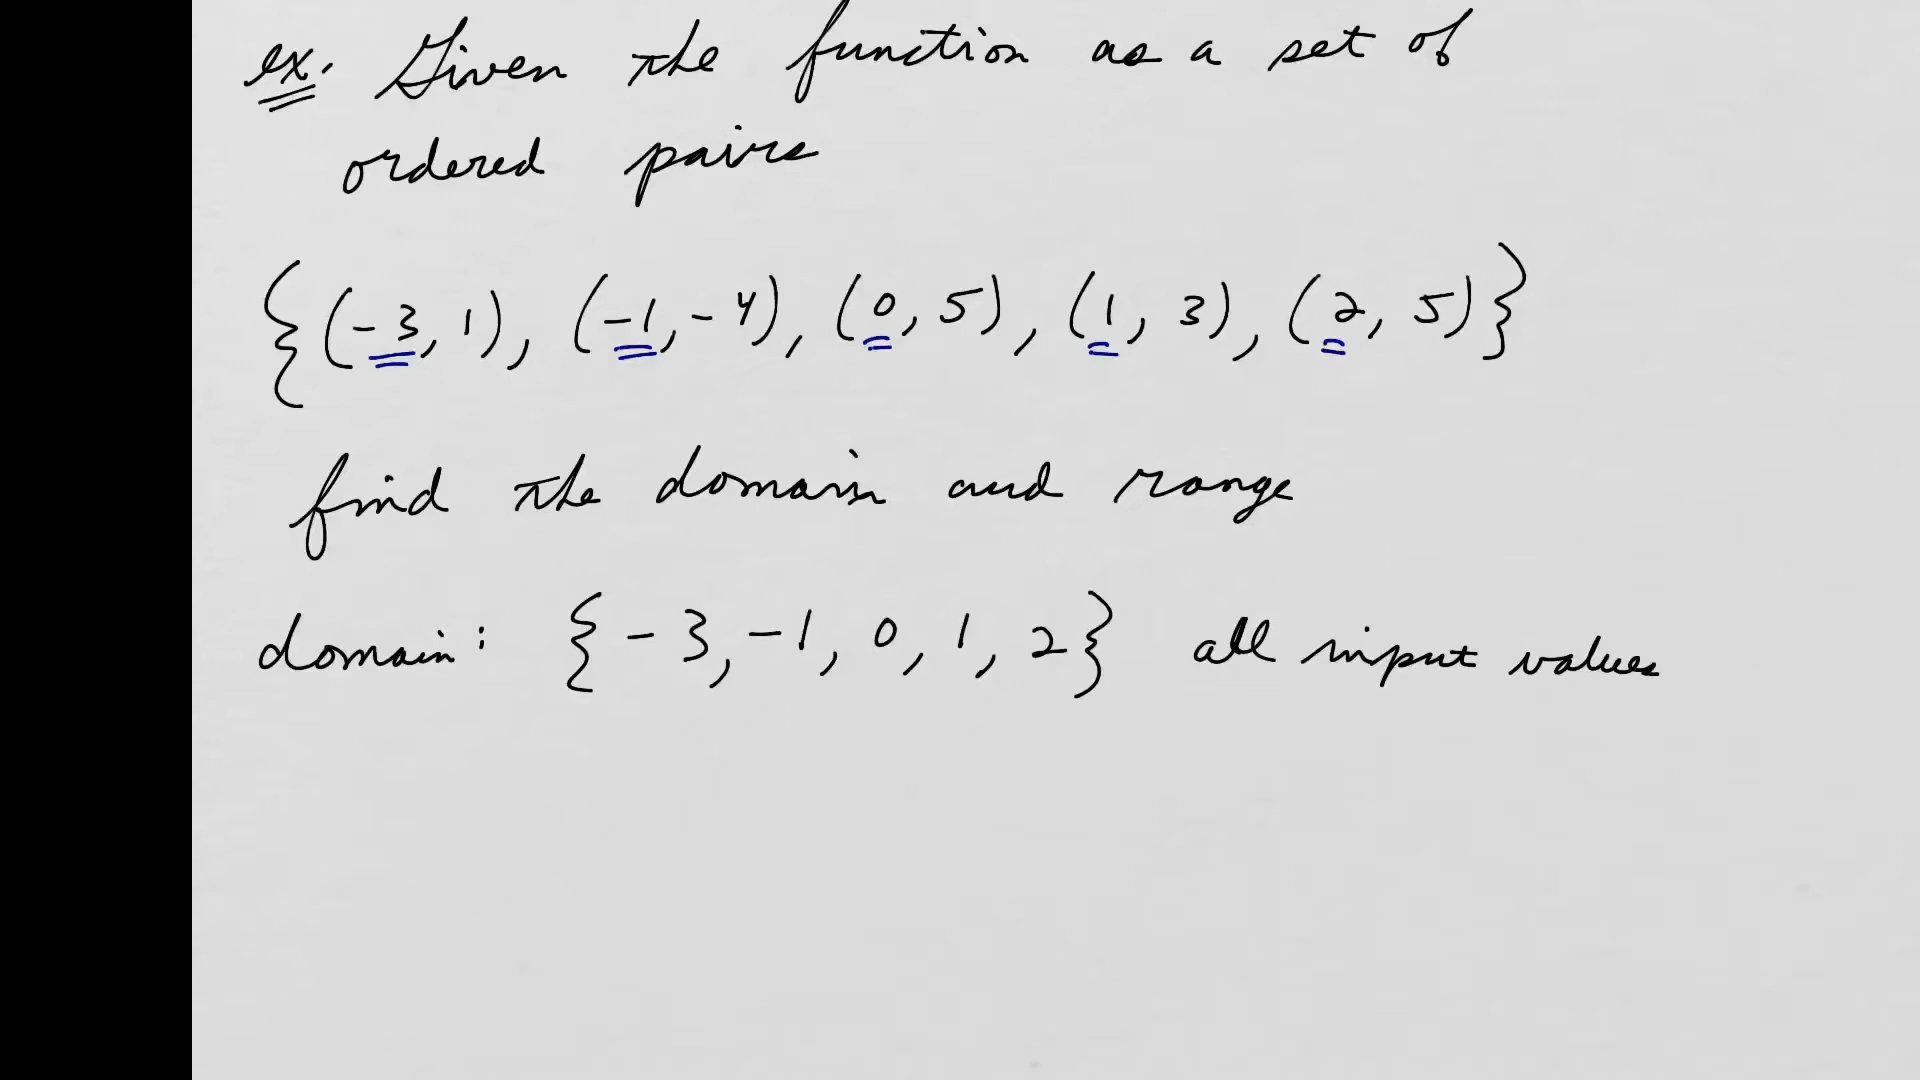 ex. Given the function as a set of
ordered pairs
{(-3, 1), (-1, -4), (0, 5), (1, 3), (2, 5)}
find the domain and range
domain: {-3, -1, 0, 1, 2} all input values